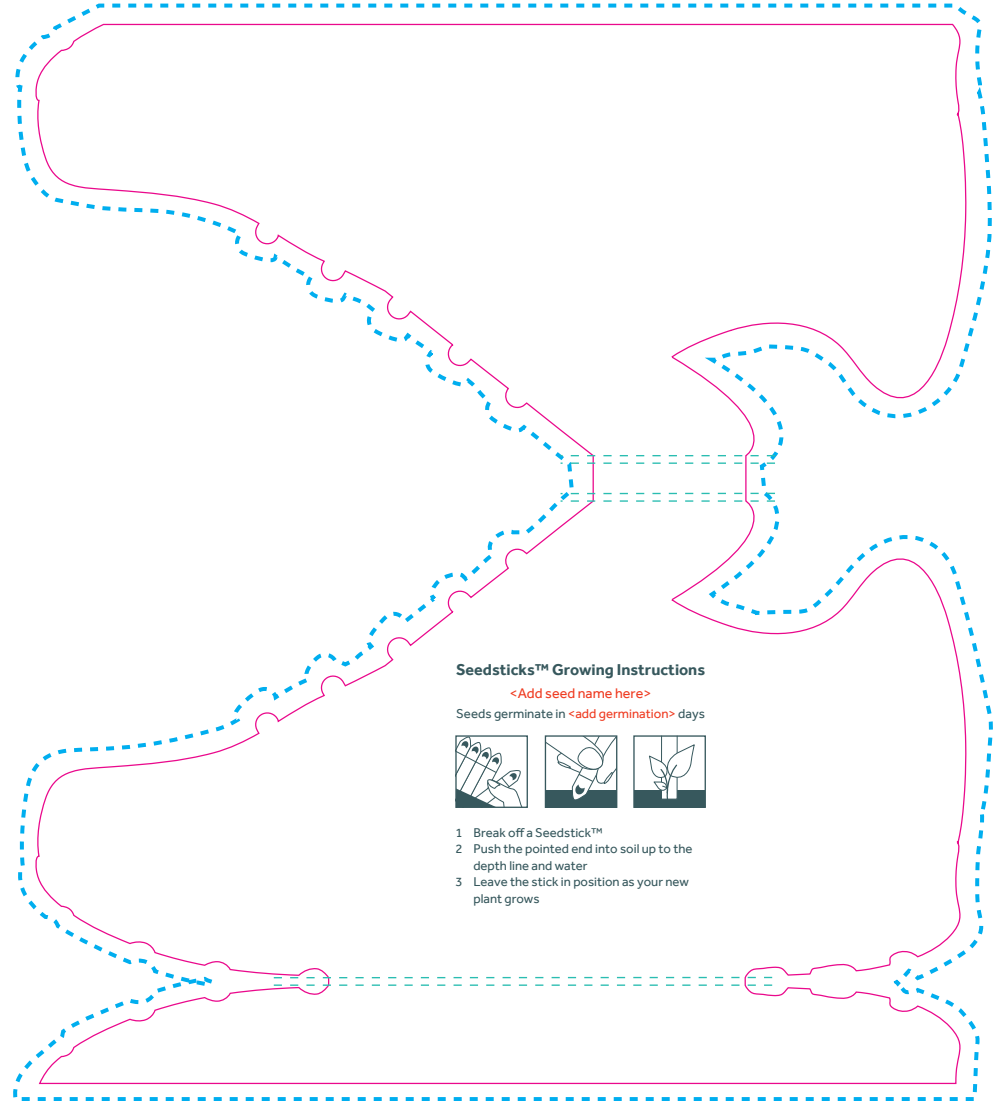 Seedsticks™ Growing Instructions
<Add seed name here>
Seeds germinate in <add germination> days
1 Break off a Seedstick™
2 Push the pointed end into soil up to the
depth line and water
3 Leave the stick in position as your new
plant grows